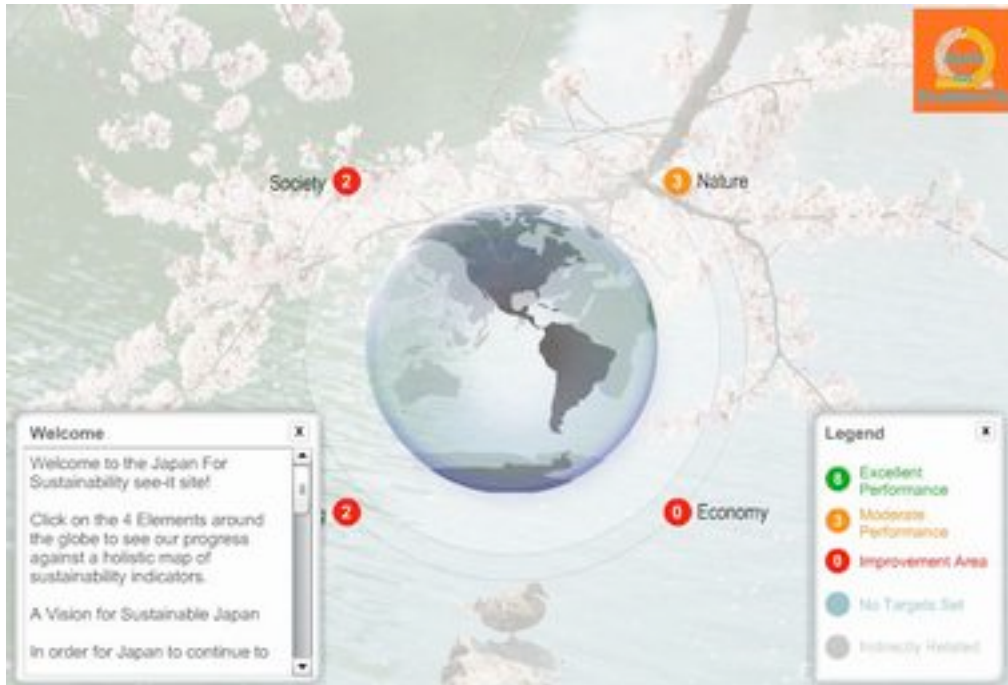 Society 2
3 Nature
Welcome x
Welcome to the Japan For
Sustainability see-it site!
Click on the 4 Elements around
the globe to see our progress
against a holistic map of
sustainability indicators.
A Vision for Sustainable Japan
In order for Japan to continue to
2
0 Economy
Legend x
Excellent
Performance
3 Moderate
Performance
0 Improvement Area
No Targets Set
Indirectly Related